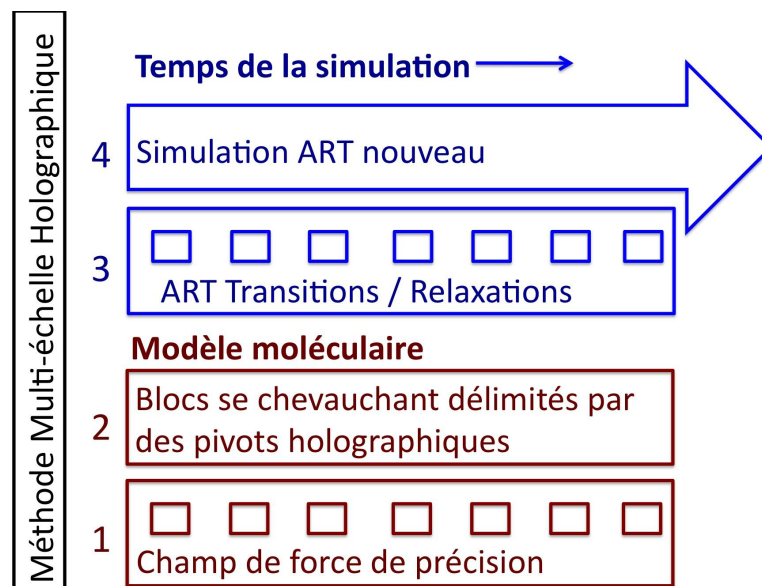 Méthode Multi-échelle Holographique
Temps de la simulation
4
Simulation ART nouveau
3
ART Transitions / Relaxations
Modèle moléculaire
2
Blocs se chevauchant délimités par
des pivots holographiques
1
Champ de force de précision